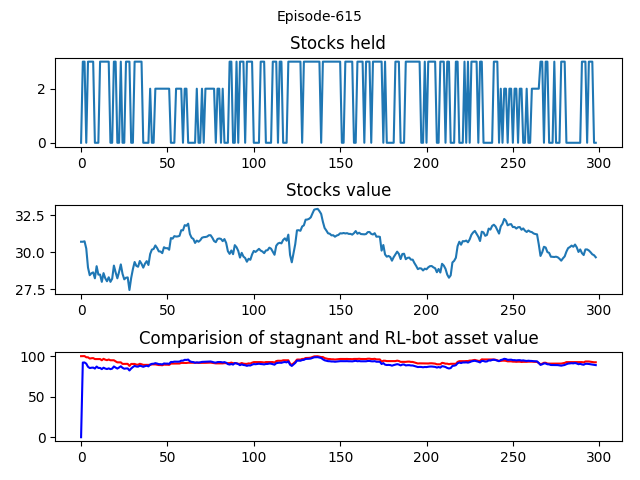 Episode-615
Stocks held
2
0
0 50 100 150 200 250 300
Stocks value
32.5
30.0
27.5
0 50 100 150 200 250 300
Comparision of stagnant and RL-bot asset value
100
50
0
0 50 100 150 200 250 300